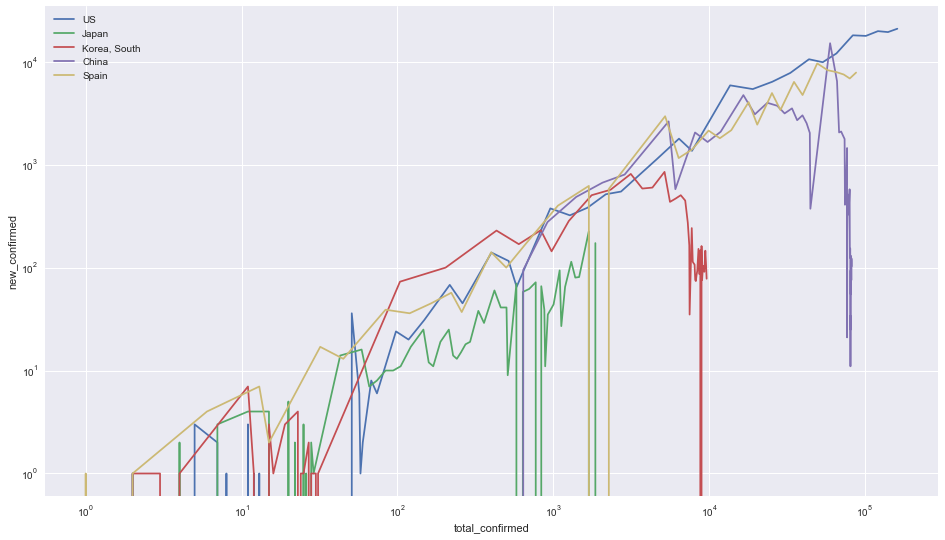 US
Japan
Korea, South
China
Spain
10⁴
10³
10²
10¹
10⁰
new_confirmed
10⁰ 10¹ 10² 10³ 10⁴ 10⁵
total_confirmed